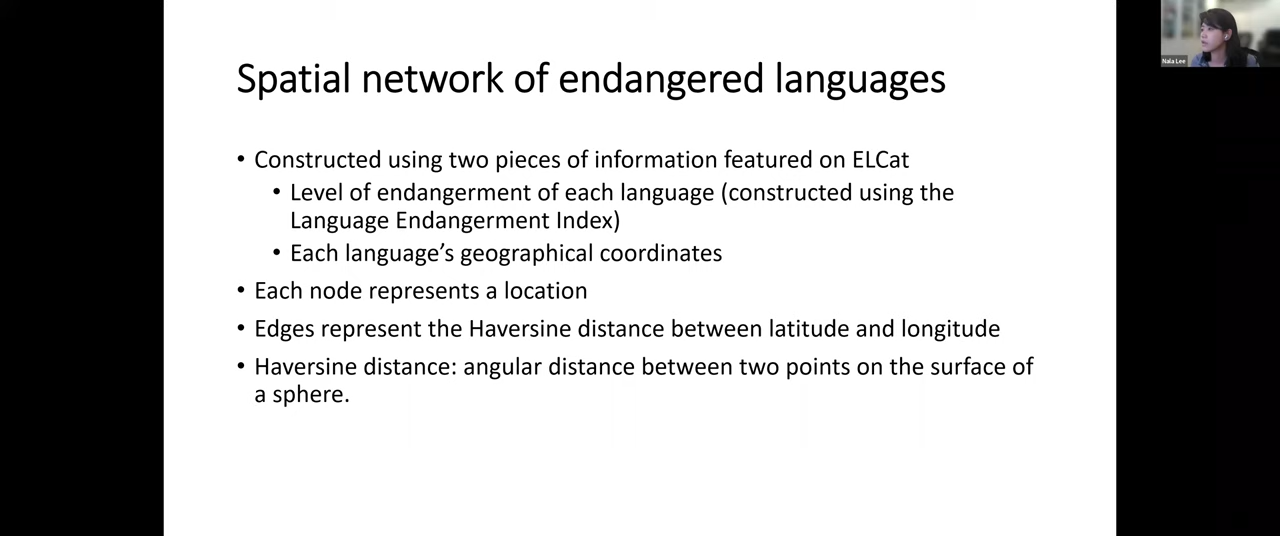 Spatial network of endangered languages
• Constructed using two pieces of information featured on ELCat
• Level of endangerment of each language (constructed using the
Language Endangerment Index)
• Each language’s geographical coordinates
• Each node represents a location
• Edges represent the Haversine distance between latitude and longitude
• Haversine distance: angular distance between two points on the surface of
a sphere.
Nala Lee